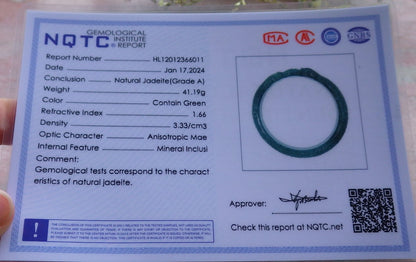 NQTC GEMOLOGICAL INSTITUTE REPORT
MA
Report Number HL12012366011
Date Jan 17,2024
Conclusion Natural Jadeite(Grade A)
Weight 41.19g
Color Contain Green
Refractive Index 1.66
Density 3.33/cm3
Optic Character Anisotropic Mae
Internal Feature Mineral Inclusi
Comment:
Gemological tests correspond to the charact
eristics of natural jadeite.
Approver:
Check this report at NQTC.net
!